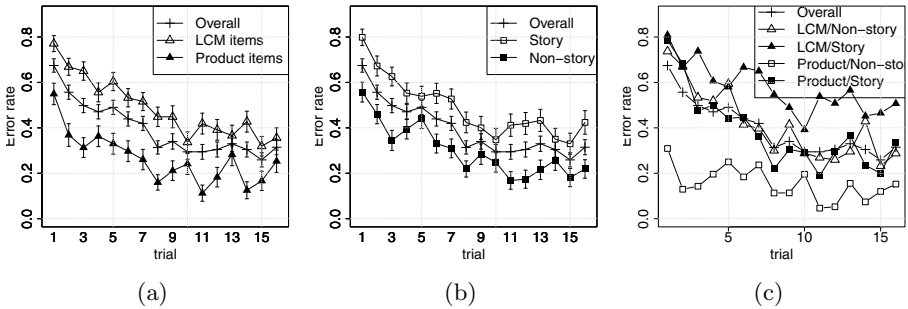 Overall
LCM items
Product items
Error rate
0.0 0.2 0.4 0.6 0.8
1 3 5 7 9 11 13 15
trial
(a)
Overall
Story
Non-story
Error rate
0.0 0.2 0.4 0.6 0.8
1 3 5 7 9 11 13 15
trial
(b)
Overall
LCM/Non-story
LCM/Story
Product/Non-sto
Product/Story
Error rate
0.0 0.2 0.4 0.6 0.8
5 10 15
trial
(c)